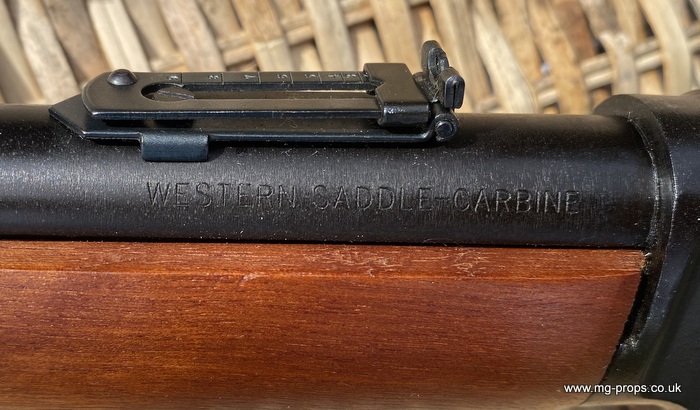 WESTERN SADDLE-CARBINE
www.mg-props.co.uk